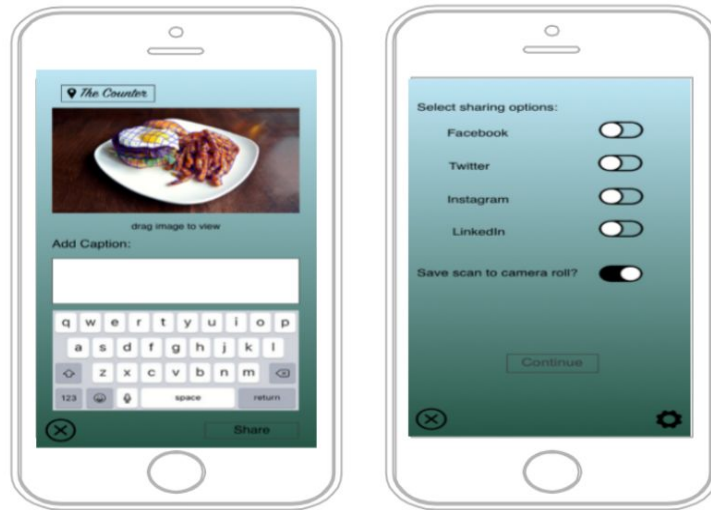 The Counter
drag image to view
Add Caption:
q w e r t y u i o p
a s d f g h j k l
z x c v b n m
123 space return
Share
Select sharing options:
Facebook
Twitter
Instagram
LinkedIn
Save scan to camera roll?
Continue